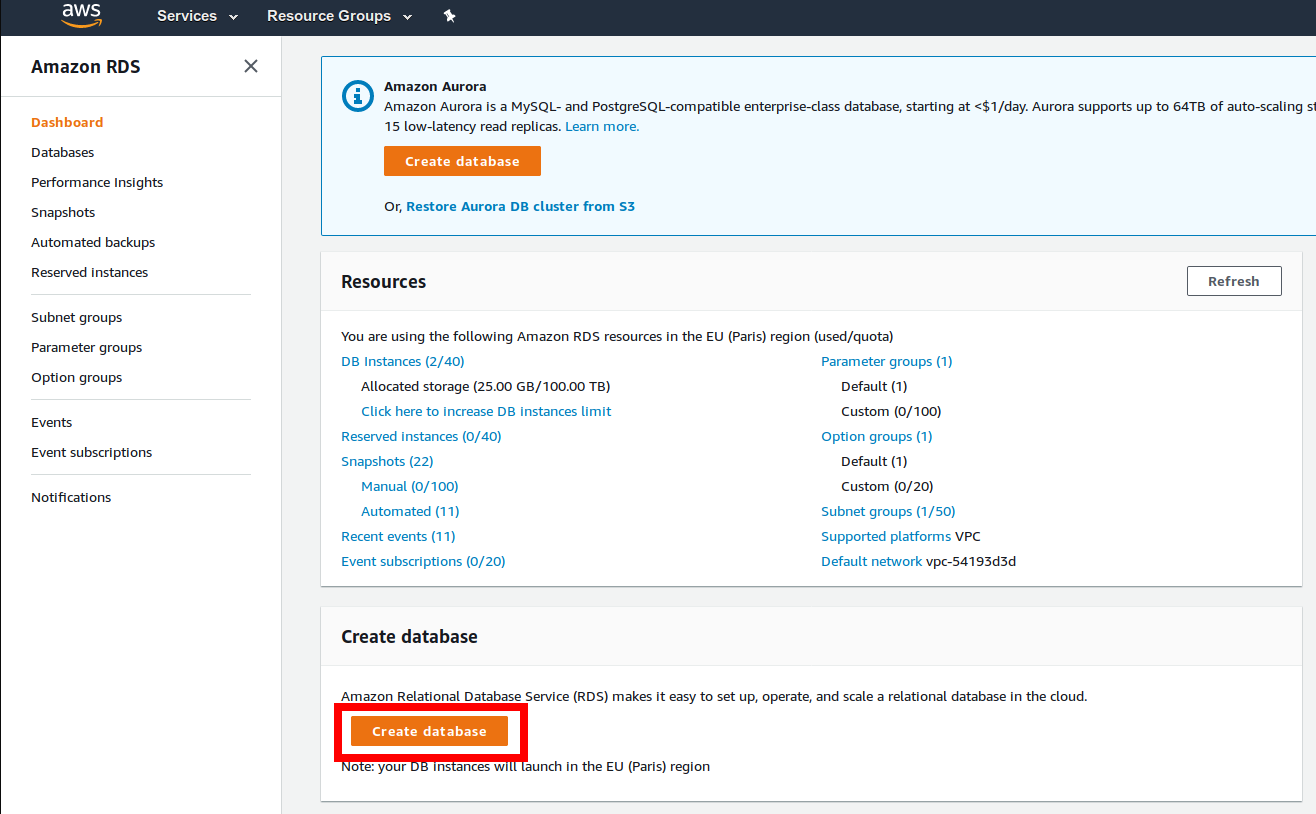 aws Services Resource Groups
Amazon RDS
Dashboard
Databases
Performance Insights
Snapshots
Automated backups
Reserved instances
Subnet groups
Parameter groups
Option groups
Events
Event subscriptions
Notifications
Amazon Aurora
Amazon Aurora is a MySQL- and PostgreSQL-compatible enterprise-class database, starting at <$1/day. Aurora supports up to 64TB of auto-scaling
15 low-latency read replicas. Learn more.
Create database
Or, Restore Aurora DB cluster from S3
Resources
Refresh
You are using the following Amazon RDS resources in the EU (Paris) region (used/quota)
DB Instances (2/40)
Allocated storage (25.00 GB/100.00 TB)
Click here to increase DB instances limit
Reserved instances (0/40)
Snapshots (22)
Manual (0/100)
Automated (11)
Recent events (11)
Event subscriptions (0/20)
Parameter groups (1)
Default (1)
Custom (0/100)
Option groups (1)
Default (1)
Custom (0/20)
Subnet groups (1/50)
Supported platforms VPC
Default network vpc-54193d3d
Create database
Amazon Relational Database Service (RDS) makes it easy to set up, operate, and scale a relational database in the cloud.
Create database
Note: your DB instances will launch in the EU (Paris) region